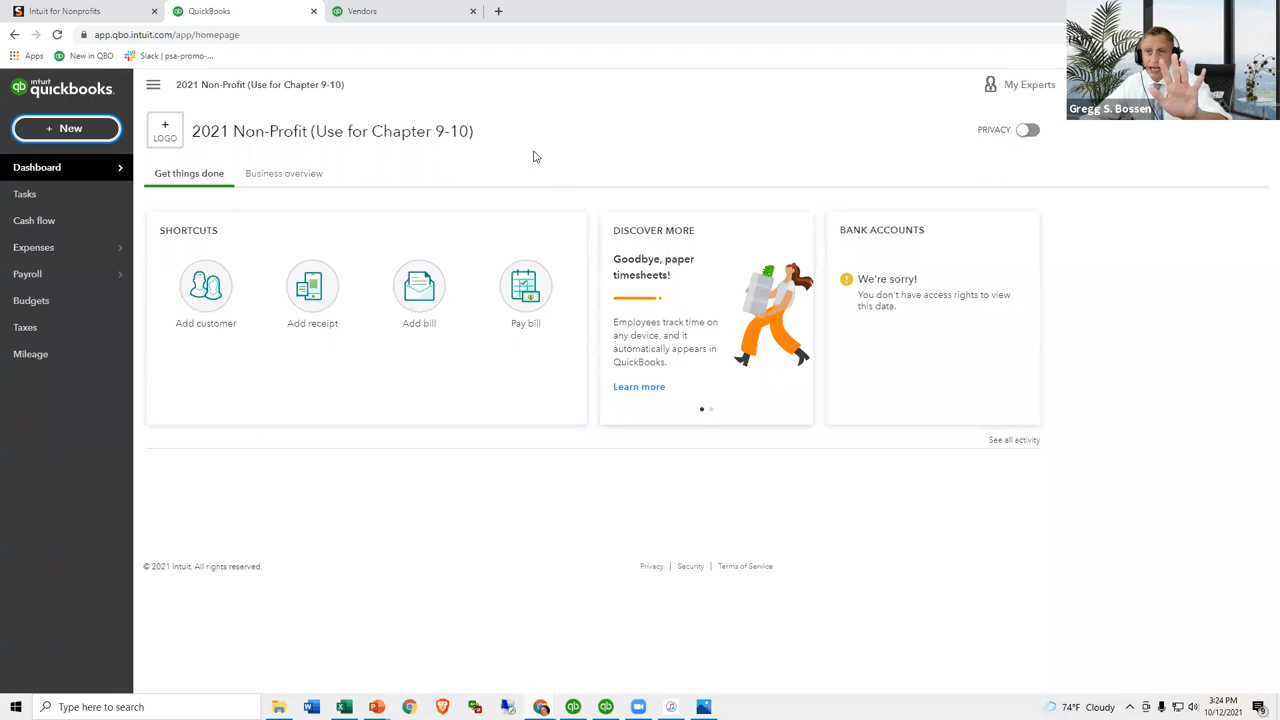 Intuit for Nonprofits
QuickBooks
Vendors
app.qbo.intuit.com/app/homepage
Apps
New in QBO
Slack | psa-promo-...
Gregg S. Bossen
intuit
quickbooks.
2021 Non-Profit (Use for Chapter 9-10)
My Experts
+ New
+
LOGO
2021 Non-Profit (Use for Chapter 9-10)
PRIVACY
Dashboard
Tasks
Cash flow
Expenses
Payroll
Budgets
Taxes
Mileage
Get things done
Business overview
SHORTCUTS
Add customer
Add receipt
Add bill
Pay bill
DISCOVER MORE
Goodbye, paper
timesheets!
Employees track time on
any device, and it
automatically appears in
QuickBooks.
Learn more
BANK ACCOUNTS
We're sorry!
You don't have access rights to view
this data.
See all activity
© 2021 Intuit. All rights reserved.
Privacy | Security | Terms of Service
Type here to search
74°F Cloudy
3:24 PM
10/12/2021